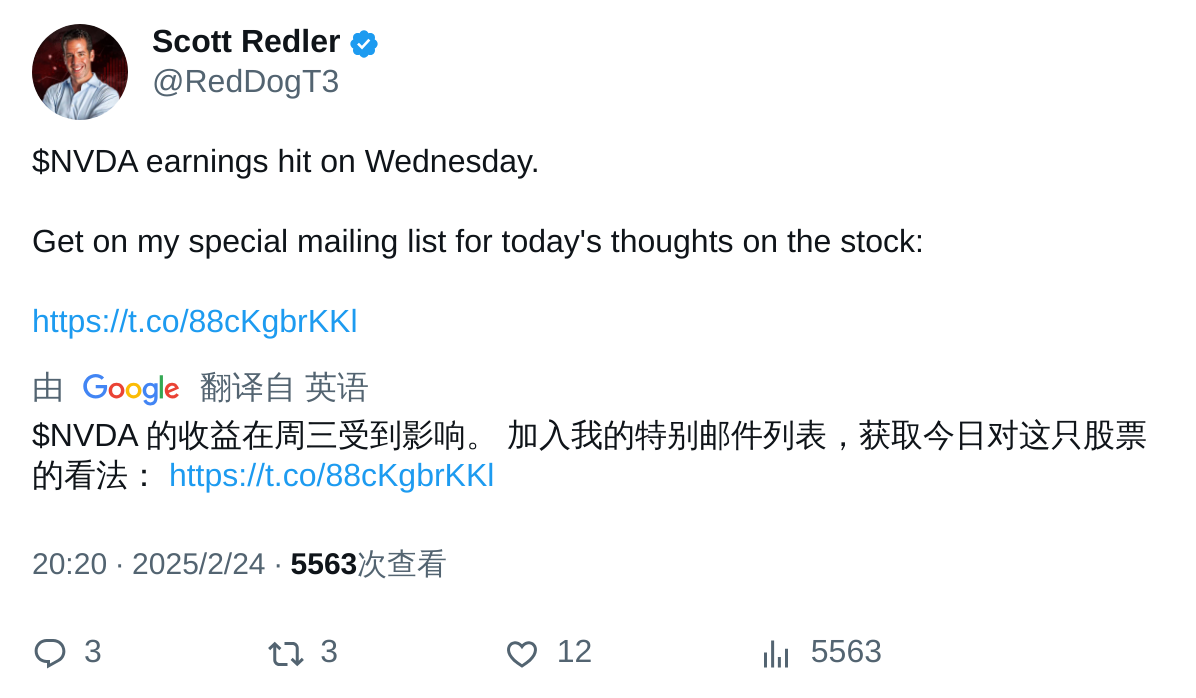 Scott Redler
@RedDogT3
$NVDA earnings hit on Wednesday.
Get on my special mailing list for today's thoughts on the stock:
https://t.co/88cKgbrKKl
由 Google 翻译自 英语
$NVDA 的收益在周三受到影响。 加入我的特别邮件列表，获取今日对这只股票
的看法： https://t.co/88cKgbrKKl
20:20 · 2025/2/24 · 5563次查看
3 3 12 5563